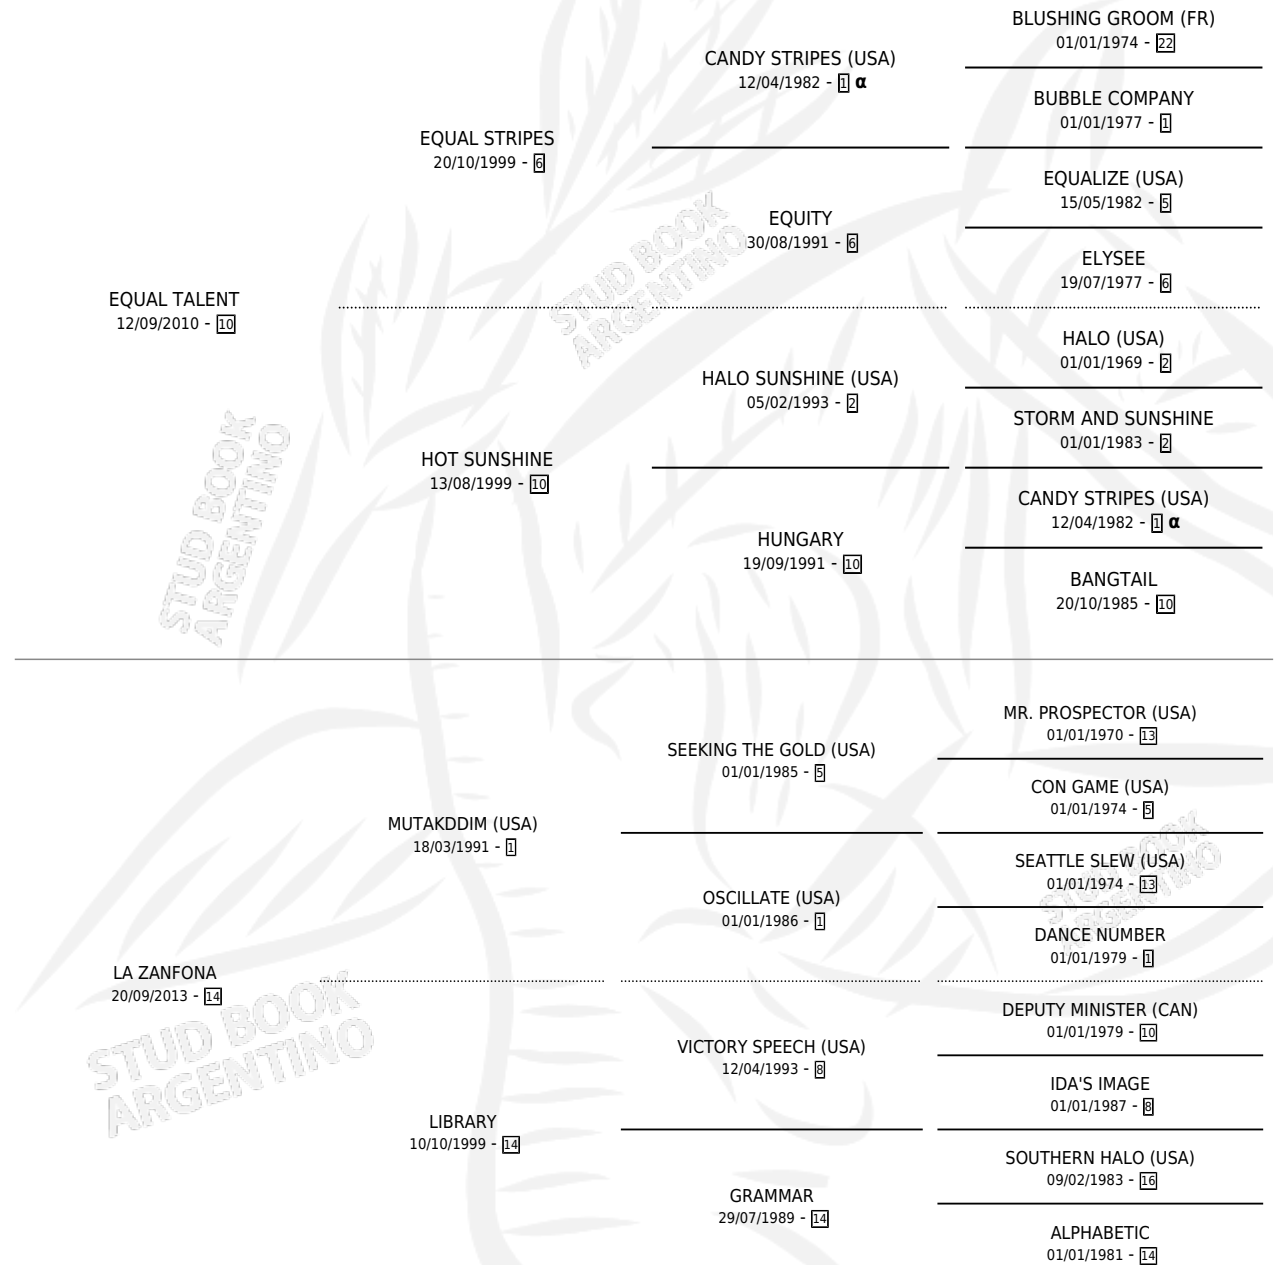 BLUSHING GROOM (FR)
01/01/1974 - 22
CANDY STRIPES (USA)
12/04/1982 - 1 α
BUBBLE COMPANY
01/01/1977 - 1
EQUAL STRIPES
20/10/1999 - 6
EQUALIZE (USA)
15/05/1982 - 5
EQUITY
30/08/1991 - 6
ELYSEE
19/07/1977 - 6
STUD BOOK
ARGENTINO
EQUAL TALENT
12/09/2010 - 10
HALO (USA)
01/01/1969 - 2
HALO SUNSHINE (USA)
05/02/1993 - 2
STORM AND SUNSHINE
01/01/1983 - 2
HOT SUNSHINE
13/08/1999 - 10
CANDY STRIPES (USA)
12/04/1982 - 1 α
HUNGARY
19/09/1991 - 10
BANGTAIL
20/10/1985 - 10
STUD BOOK
ARGENTINO
MR. PROSPECTOR (USA)
01/01/1970 - 13
SEEKING THE GOLD (USA)
01/01/1985 - 5
CON GAME (USA)
01/01/1974 - 5
MUTAKDDIM (USA)
18/03/1991 - 1
SEATTLE SLEW (USA)
01/01/1974 - 13
OSCILLATE (USA)
01/01/1986 - 1
DANCE NUMBER
01/01/1979 - 1
STUD BOOK
ARGENTINO
LA ZANFONA
20/09/2013 - 14
DEPUTY MINISTER (CAN)
01/01/1979 - 10
VICTORY SPEECH (USA)
12/04/1993 - 8
IDA'S IMAGE
01/01/1987 - 8
LIBRARY
10/10/1999 - 14
SOUTHERN HALO (USA)
09/02/1983 - 16
GRAMMAR
29/07/1989 - 14
ALPHABETIC
01/01/1981 - 14
STUD BOOK
ARGENTINO